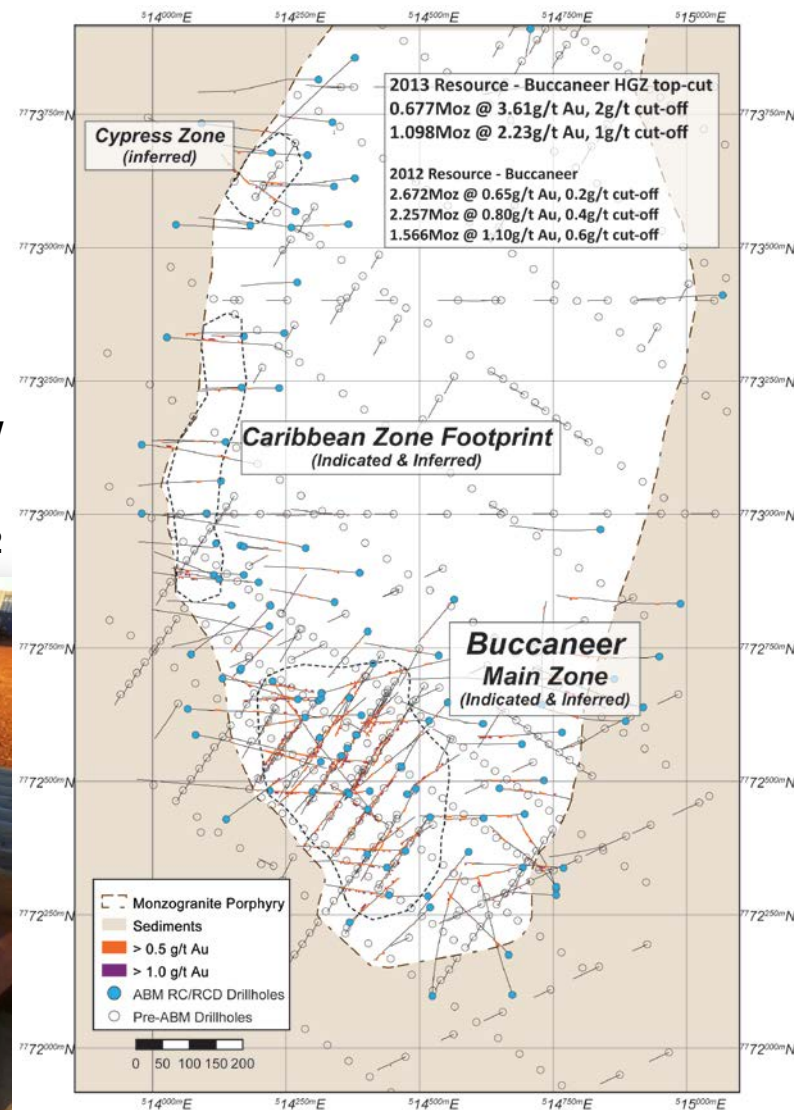 514000mE 514250mE 514500mE 514750mE 515000mE
2013 Resource - Buccaneer HGZ top-cut
0.677Moz @ 3.61g/t Au, 2g/t cut-off
1.098Moz @ 2.23g/t Au, 1g/t cut-off
2012 Resource - Buccaneer
2.672Moz @ 0.65g/t Au, 0.2g/t cut-off
2.257Moz @ 0.80g/t Au, 0.4g/t cut-off
1.566Moz @ 1.10g/t Au, 0.6g/t cut-off
7773750mN 7773750mN
Cypress Zone
(inferred)
7773500mN 7773500mN
7773250mN 7773250mN
Caribbean Zone Footprint
(Indicated & Inferred)
7773000mN 7773000mN
7772750mN 7772750mN
Buccaneer
Main Zone
(Indicated & Inferred)
7772500mN 7772500mN
7772250mN 7772250mN
Monzogranite Porphyry
Sediments
> 0.5 g/t Au
> 1.0 g/t Au
ABM RC/RCD Drillholes
Pre-ABM Drillholes
0 50 100 150 200
7772000mN 7772000mN
514000mE 514250mE 514500mE 514750mE 515000mE